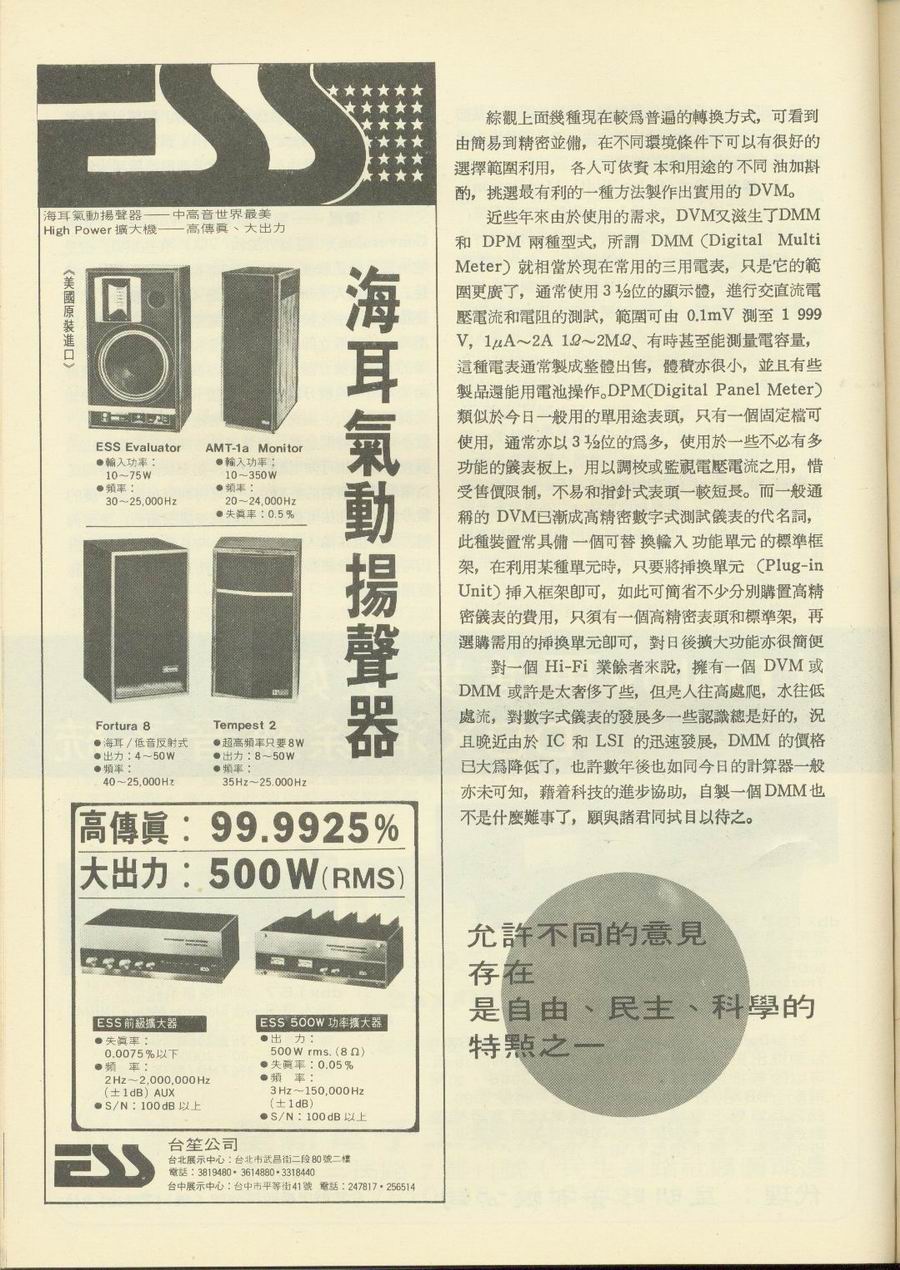 ESS
海耳氣動揚聲器——中高音世界最美
High Power 擴大機——高傳眞、大出力
《美國原裝進口》
海耳氣動揚聲器
ESS Evaluator
●輸入功率：
10～75W
●頻率：
30～25,000Hz
AMT-1a Monitor
●輸入功率：
10～350W
●頻率：
20～24,000Hz
●失眞率：0.5%
Fortura 8
●海耳/低音反射式
●出力：4～50W
●頻率：
40～25,000Hz
Tempest 2
●超高頻率只要8W
●出力：8～50W
●頻率：
35Hz～25.000Hz
高傳眞：99.9925%
大出力：500W(RMS)
ESS前級擴大器
●失眞率：
0.0075%以下
●頻　率：
2Hz～2,000,000Hz
(±1dB) AUX
●S/N：100dB以上
ESS 500W功率擴大器
●出　力：
500W rms. (8Ω)
●失眞率：0.05%
●頻　率：
3Hz～150,000Hz
(±1dB)
●S/N：100dB以上
ESS
台笙公司
台北展示中心：台北市武昌街二段80號二樓
電話：3819480・3614880・3318440
台中展示中心：台中市平等街41號 電話：247817・256514
綜觀上面幾種現在較爲普遍的轉換方式，可看到
由簡易到精密並備，在不同環境條件下可以有很好的
選擇範圍利用， 各人可依資本和用途的不同 油加斟
酌，挑選最有利的一種方法製作出實用的 DVM。
近些年來由於使用的需求，DVM又滋生了DMM
和 DPM 兩種型式，所謂 DMM（Digital Multi
Meter）就相當於現在常用的三用電表，只是它的範
圍更廣了，通常使用 3 ½位的顯示體，進行交直流電
壓電流和電阻的測試，範圍可由 0.1mV 測至 1 999
V，1μA～2A 1Ω～2MΩ、有時甚至能測量電容量，
這種電表通常製成整體出售，體積亦很小，並且有些
製品還能用電池操作。DPM(Digital Panel Meter)
類似於今日一般用的單用途表頭，只有一個固定檔可
使用，通常亦以 3 ½位的爲多，使用於一些不必有多
功能的儀表板上，用以調校或監視電壓電流之用，惜
受售價限制，不易和指針式表頭一較短長。而一般通
稱的 DVM已漸成高精密數字式測試儀表的代名詞，
此種裝置常具備一個可替換輸入功能單元的標準框
架，在利用某種單元時，只要將揷換單元 （Plug-in
Unit）揷入框架卽可，如此可簡省不少分別購置高精
密儀表的費用，只須有一個高精密表頭和標準架，再
選購需用的揷換單元卽可，對日後擴大功能亦很簡便
對一個 Hi-Fi 業餘者來說，擁有一個 DVM 或
DMM 或許是太奢侈了些，但是人往高處爬，水往低
處流，對數字式儀表的發展多一些認識總是好的，況
且晩近由於 IC 和 LSI 的迅速發展，DMM 的價格
已大爲降低了，也許數年後也如同今日的計算器一般
亦未可知，藉着科技的進步協助，自製一個DMM也
不是什麼難事了，願與諸君同拭目以待之。
允許不同的意見
存在
是自由、民主、科學的
特點之一